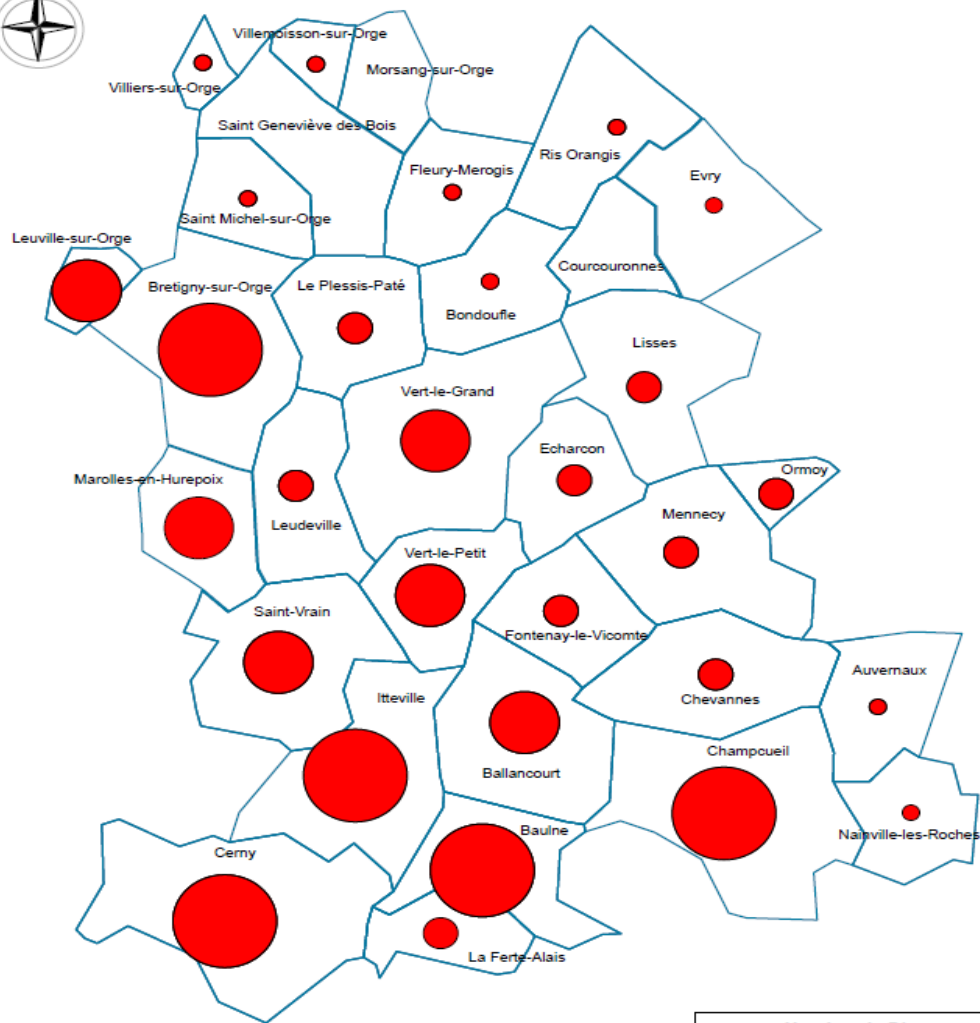 Villemoisson-sur-Orge
Morsang-sur-Orge
Villiers-sur-Orge
Saint Geneviève des Bois
Ris Orangis
Fleury-Merogis
Evry
Saint Michel-sur-Orge
Leuville-sur-Orge
Courcouronnes
Bretigny-sur-Orge
Le Plessis-Paté
Bondoufle
Lisses
Vert-le-Grand
Echarcon
Ormoy
Marolles-en-Hurepoix
Mennecy
Leudeville
Vert-le-Petit
Saint-Vrain
Fontenay-le-Vicomte
Auvernaux
Itteville
Chevannes
Champcueil
Ballancourt
Baulne
Nainville-les-Roches
Cerny
La Ferte-Alais